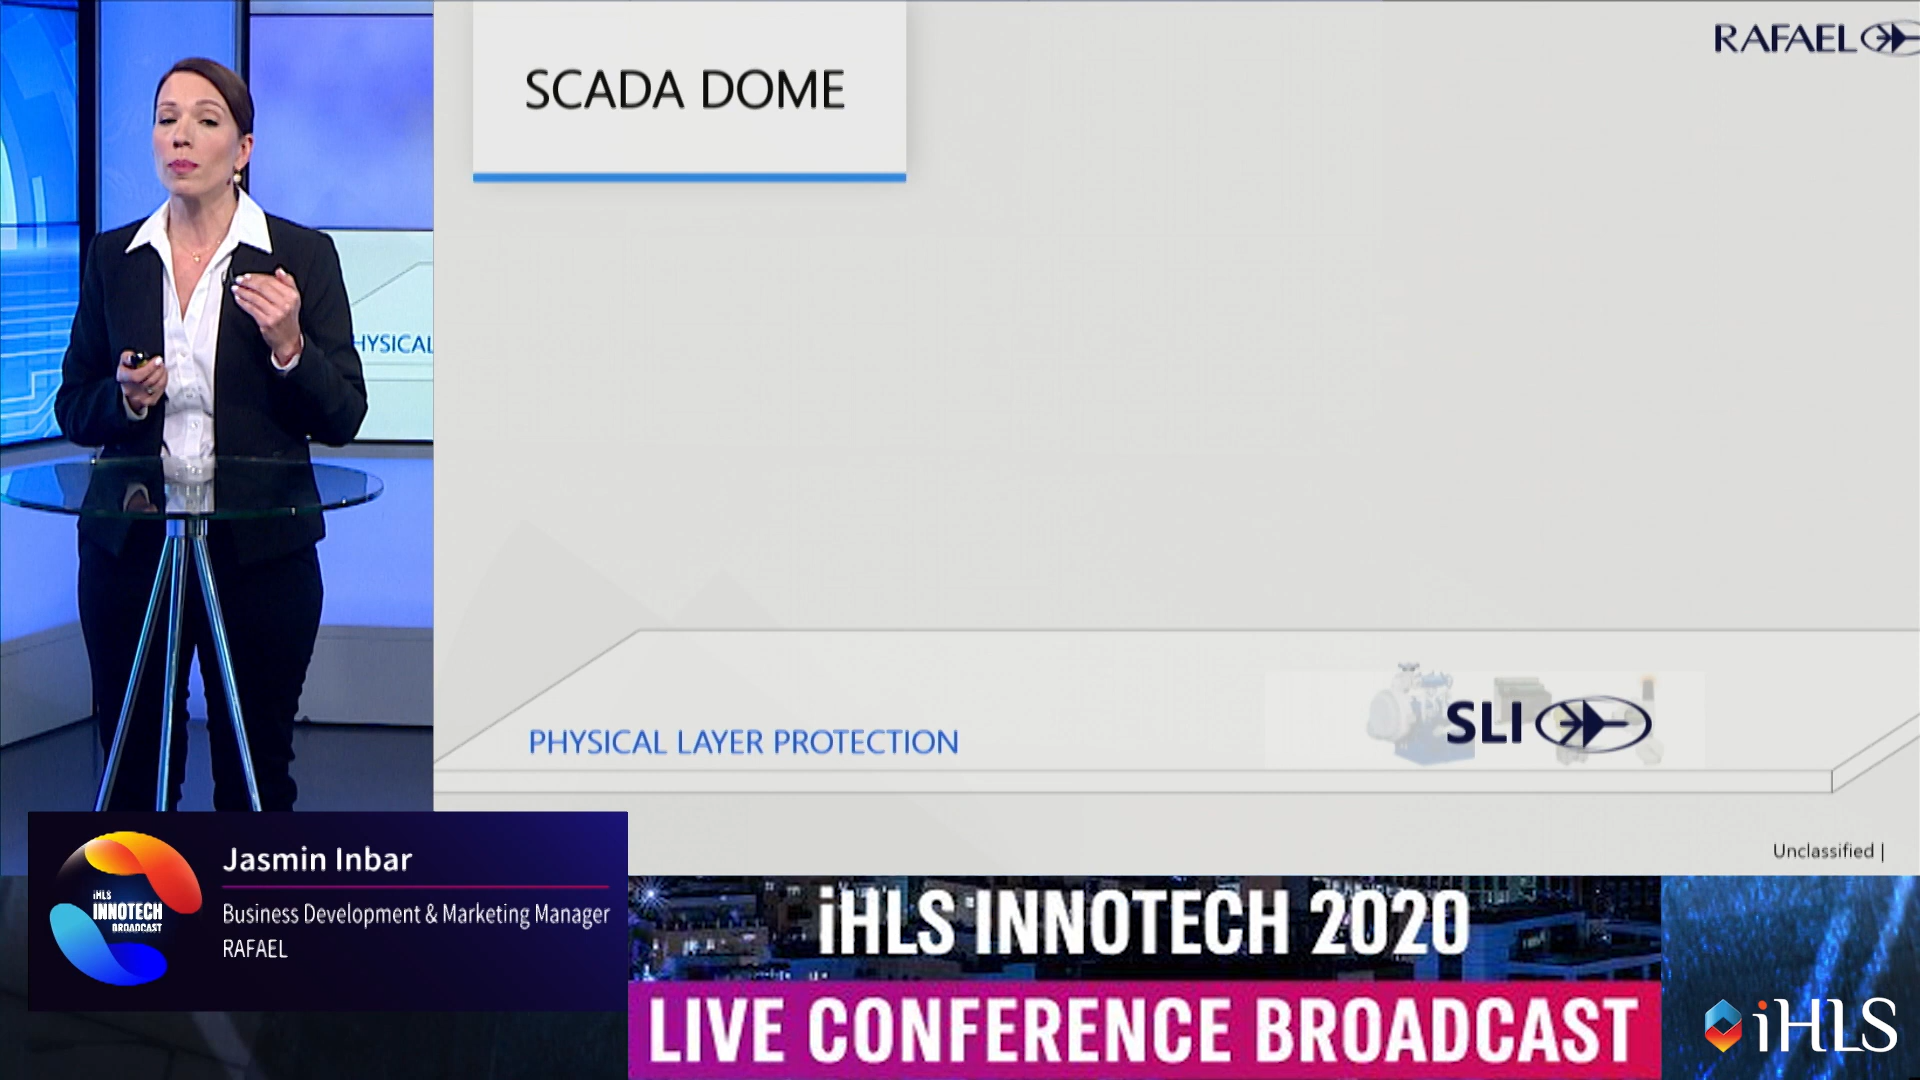 SCADA DOME
RAFAEL
HYSICAL
PHYSICAL LAYER PROTECTION
SLI
Unclassified |
iHLS
INNOTECH
BROADCAST
Jasmin Inbar
Business Development & Marketing Manager
RAFAEL
iHLS INNOTECH 2020
LIVE CONFERENCE BROADCAST
iHLS